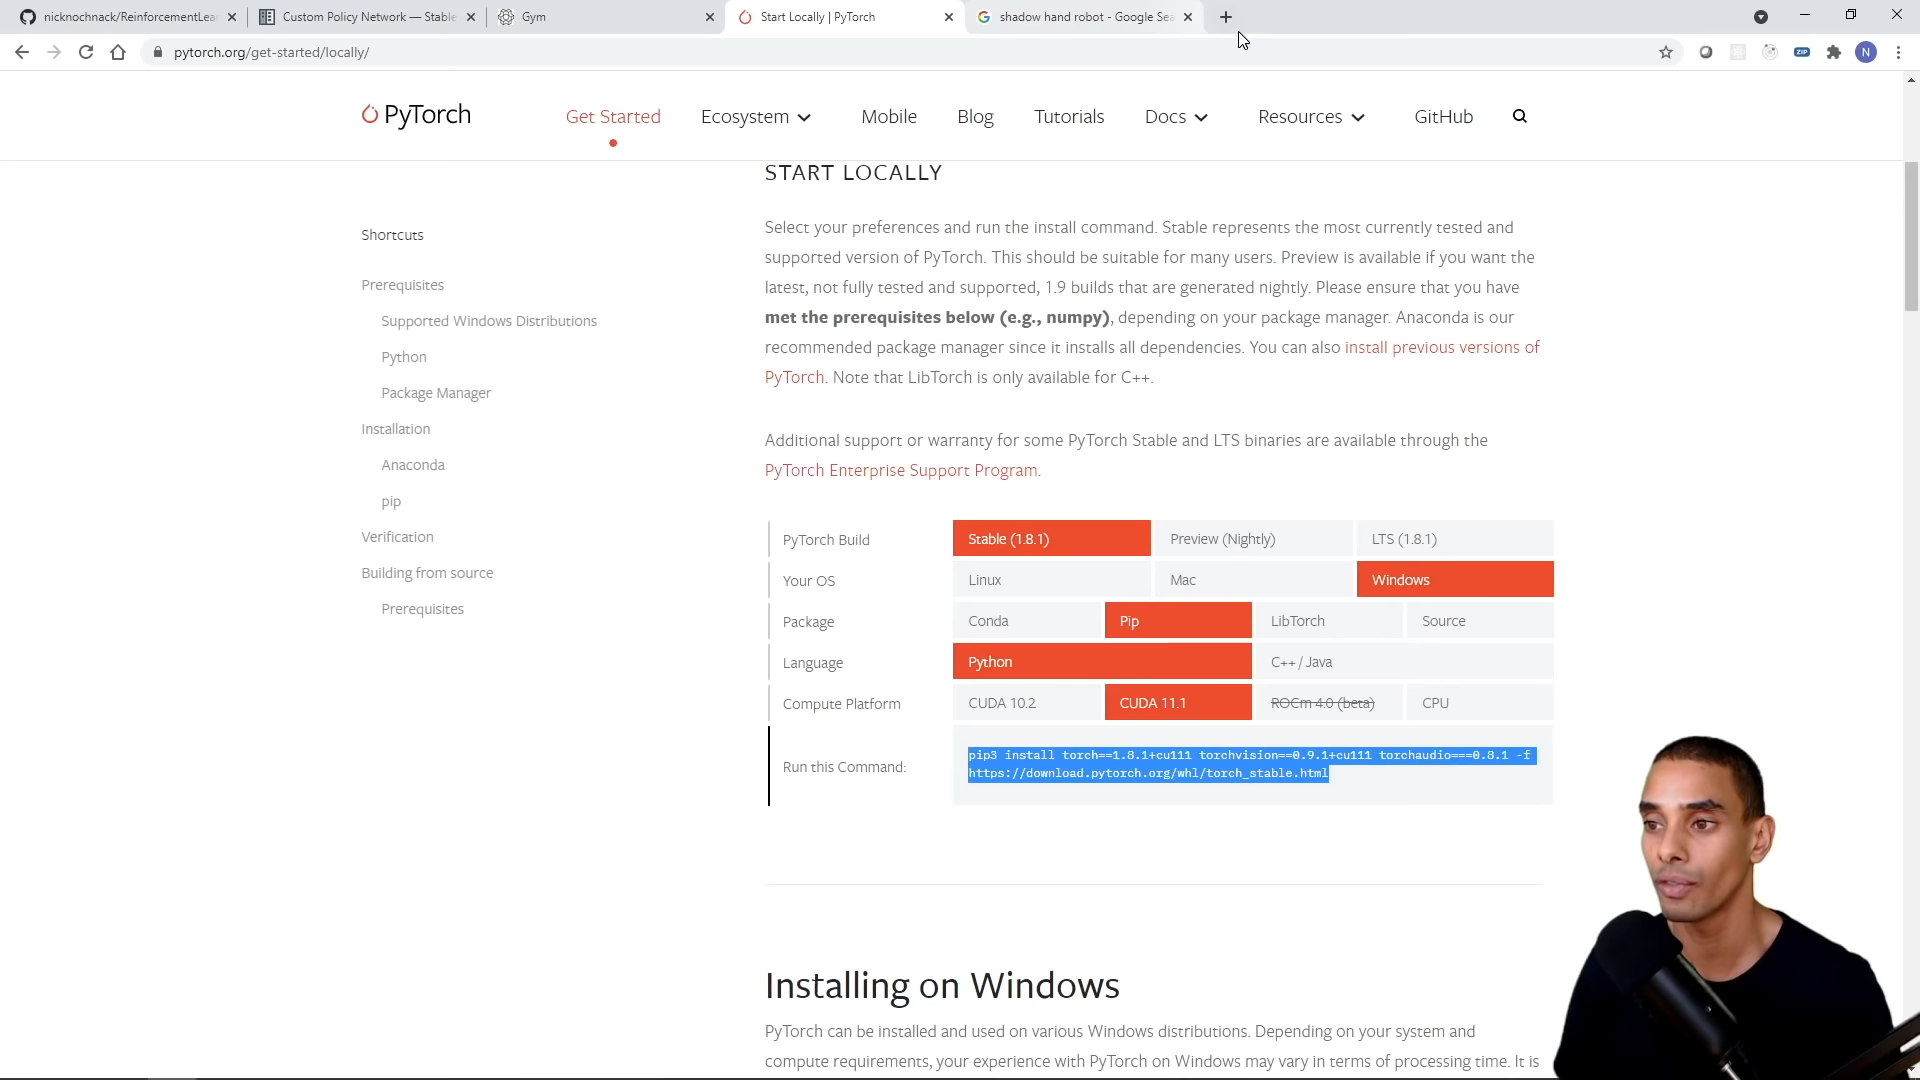 nicknochnack/ReinforcementLea
Custom Policy Network — Stable
Gym
Start Locally | PyTorch
shadow hand robot - Google Sea
pytorch.org/get-started/locally/
ZIP
N
PyTorch
Get Started
Ecosystem
Mobile
Blog
Tutorials
Docs
Resources
GitHub
START LOCALLY
Shortcuts
Prerequisites
Supported Windows Distributions
Python
Package Manager
Installation
Anaconda
pip
Verification
Building from source
Prerequisites
Select your preferences and run the install command. Stable represents the most currently tested and
supported version of PyTorch. This should be suitable for many users. Preview is available if you want the
latest, not fully tested and supported, 1.9 builds that are generated nightly. Please ensure that you have
met the prerequisites below (e.g., numpy), depending on your package manager. Anaconda is our
recommended package manager since it installs all dependencies. You can also install previous versions of
PyTorch. Note that LibTorch is only available for C++.
Additional support or warranty for some PyTorch Stable and LTS binaries are available through the
PyTorch Enterprise Support Program.
PyTorch Build Stable (1.8.1) Preview (Nightly) LTS (1.8.1)
Your OS Linux Mac Windows
Package Conda Pip LibTorch Source
Language Python C++ / Java
Compute Platform CUDA 10.2 CUDA 11.1 ROCm 4.0 (beta) CPU
Run this Command:
pip3 install torch==1.8.1+cu111 torchvision==0.9.1+cu111 torchaudio===0.8.1 -f
https://download.pytorch.org/whl/torch_stable.html
Installing on Windows
PyTorch can be installed and used on various Windows distributions. Depending on your system and
compute requirements, your experience with PyTorch on Windows may vary in terms of processing time. It is